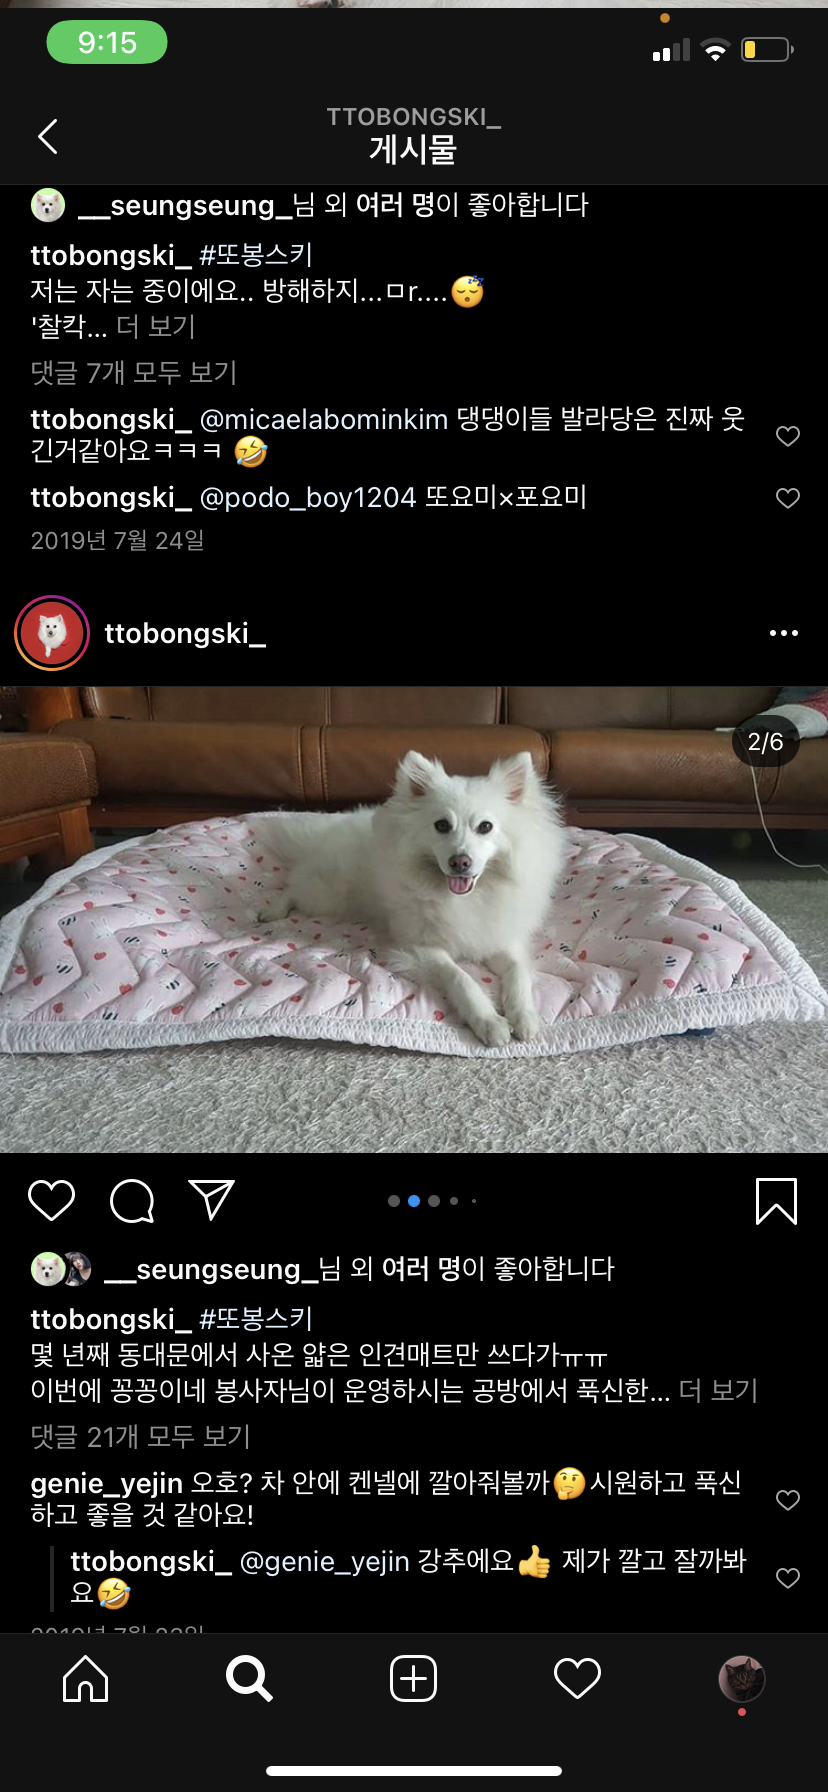 9:15
TTOBONGSKI_
게시물
__seungseung_님 외 여러 명이 좋아합니다
ttobongski_ #또봉스키
저는 자는 중이에요.. 방해하지...ㅁr....😴
'찰칵... 더 보기
댓글 7개 모두 보기
ttobongski_ @micaelabominkim 댕댕이들 발라당은 진짜 웃
긴거같아요ㅋㅋㅋ 🤣
ttobongski_ @podo_boy1204 또요미×포요미
2019년 7월 24일
ttobongski_
2/6
__seungseung_님 외 여러 명이 좋아합니다
ttobongski_ #또봉스키
몇 년째 동대문에서 사온 얇은 인견매트만 쓰다가ㅠㅠ
이번에 꽁꽁이네 봉사자님이 운영하시는 공방에서 푹신한... 더 보기
댓글 21개 모두 보기
genie_yejin 오호? 차 안에 켄넬에 깔아줘볼까🤔시원하고 푹신
하고 좋을 것 같아요!
ttobongski_ @genie_yejin 강추에요👍 제가 깔고 잘까봐
요🤣